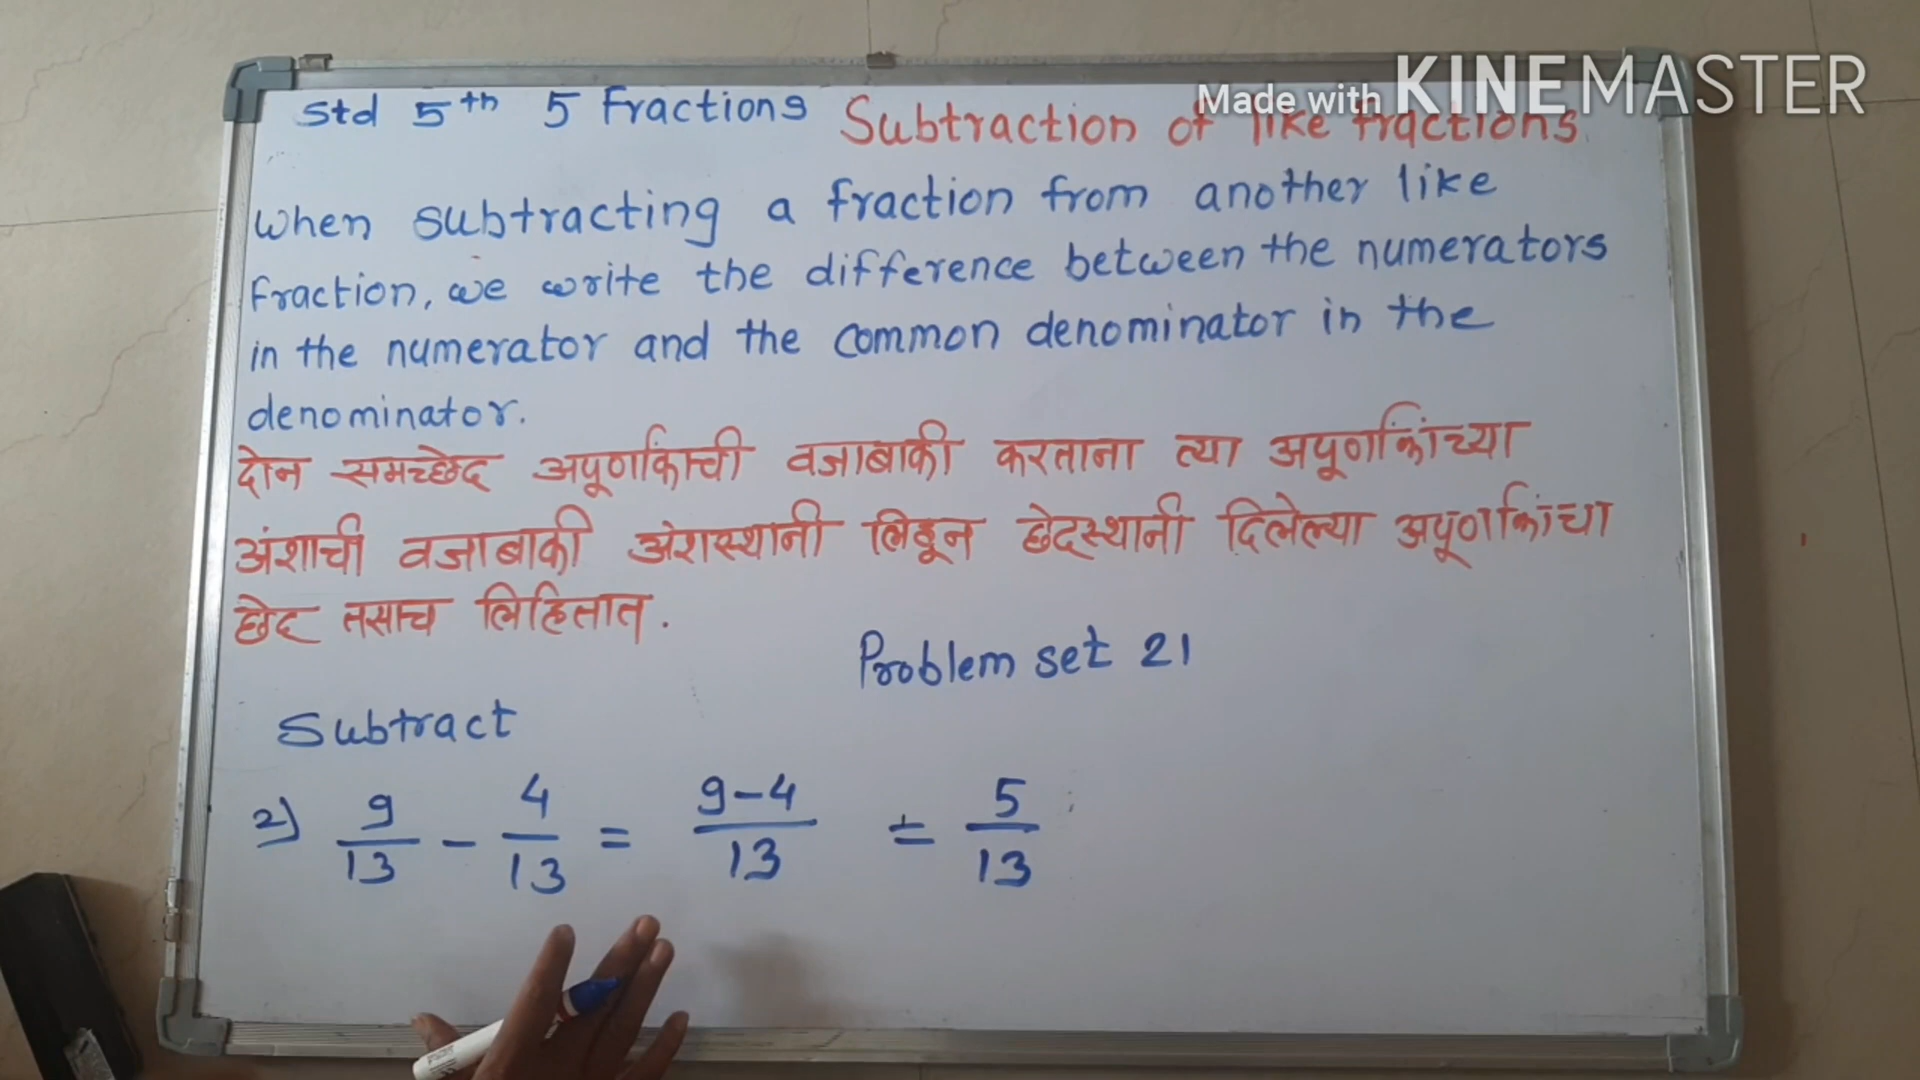 Made with KINEMASTER
Std 5th 5 Fractions Subtraction of like fractions
When subtracting a fraction from another like
fraction, we write the difference between the numerators
in the numerator and the common denominator in the
denominator.
दोन समच्छेद अपूर्णांकांची वजाबाकी करताना त्या अपूर्णांकांच्या
अंशाची वजाबाकी अंशस्थानी लिहून छेदस्थानी दिलेल्या अपूर्णांकांचा
छेद तसाच लिहितात.
Problem set 21
Subtract
2) 9/13 - 4/13 = 9-4/13 = 5/13